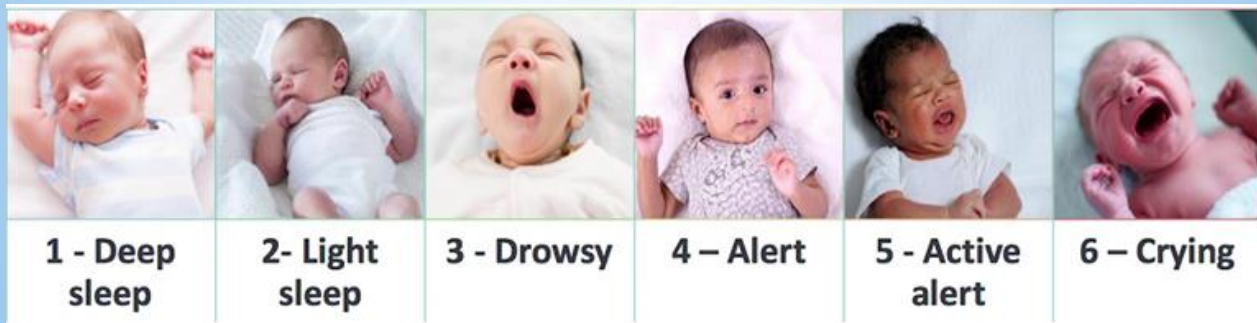 1 - Deep
sleep
2- Light
sleep
3 - Drowsy
4 – Alert
5 - Active
alert
6 – Crying